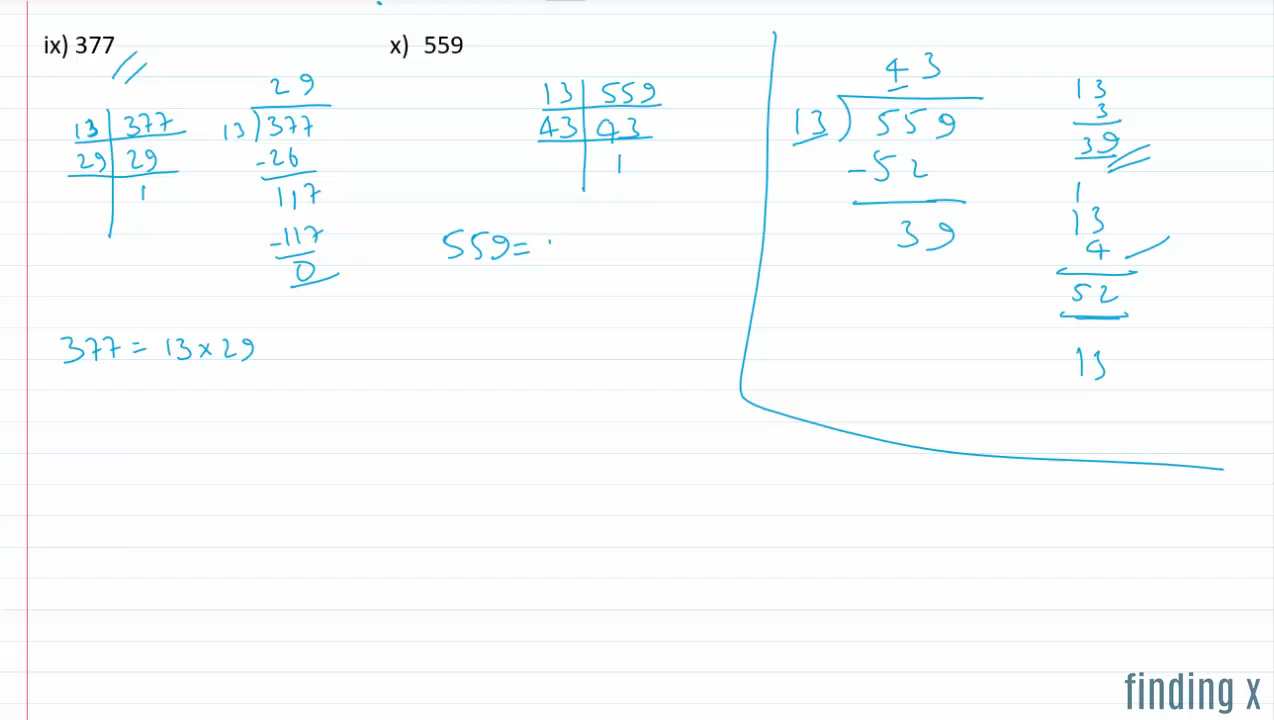 ix) 377
x) 559
29
13 | 377
13 ) 377
29 | 29
-26
1
117
-117
0
377 = 13 × 29
13 | 559
43 | 43
1
559 =
43
13 ) 559
-52
39
13
3
39
1
13
4
52
13
finding x